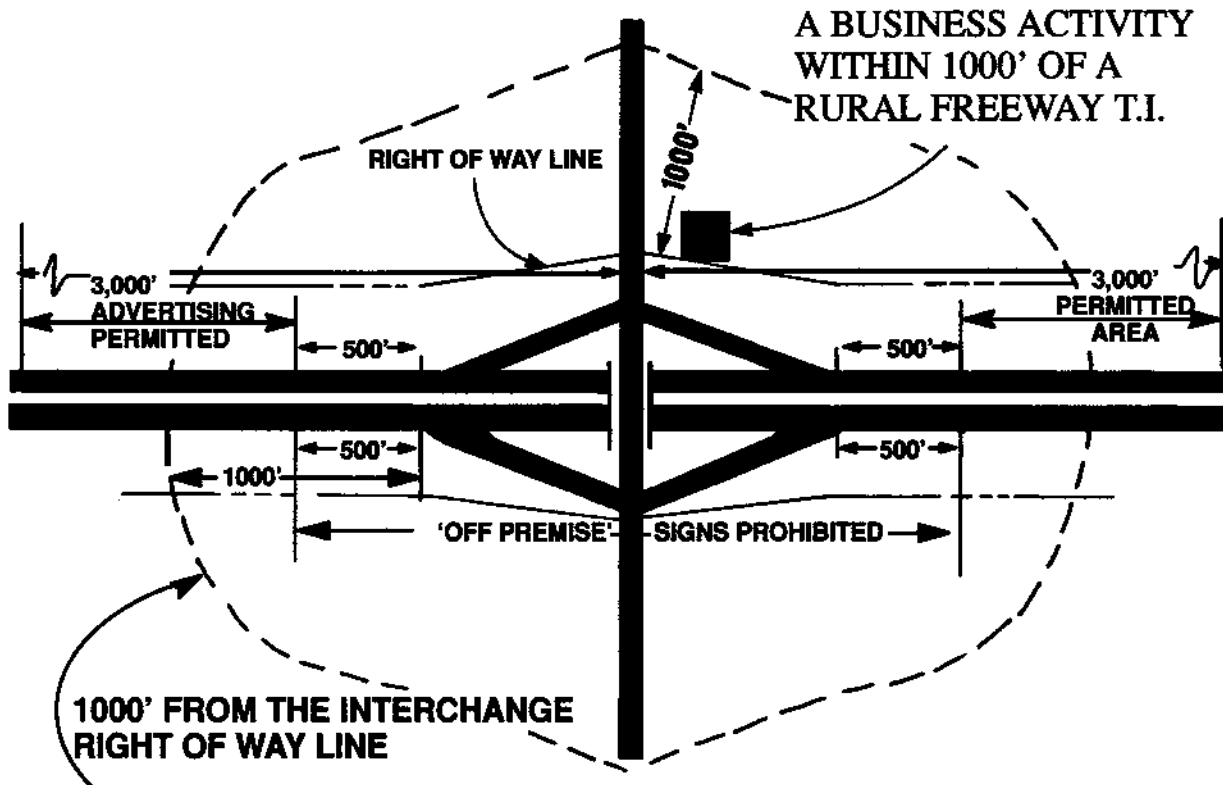 A BUSINESS ACTIVITY
WITHIN 1000' OF A
RURAL FREEWAY T.I.
RIGHT OF WAY LINE
1000'
3,000'
ADVERTISING
PERMITTED
3,000'
PERMITTED
AREA
500'
500'
500'
500'
1000'
'OFF PREMISE' SIGNS PROHIBITED
1000' FROM THE INTERCHANGE
RIGHT OF WAY LINE